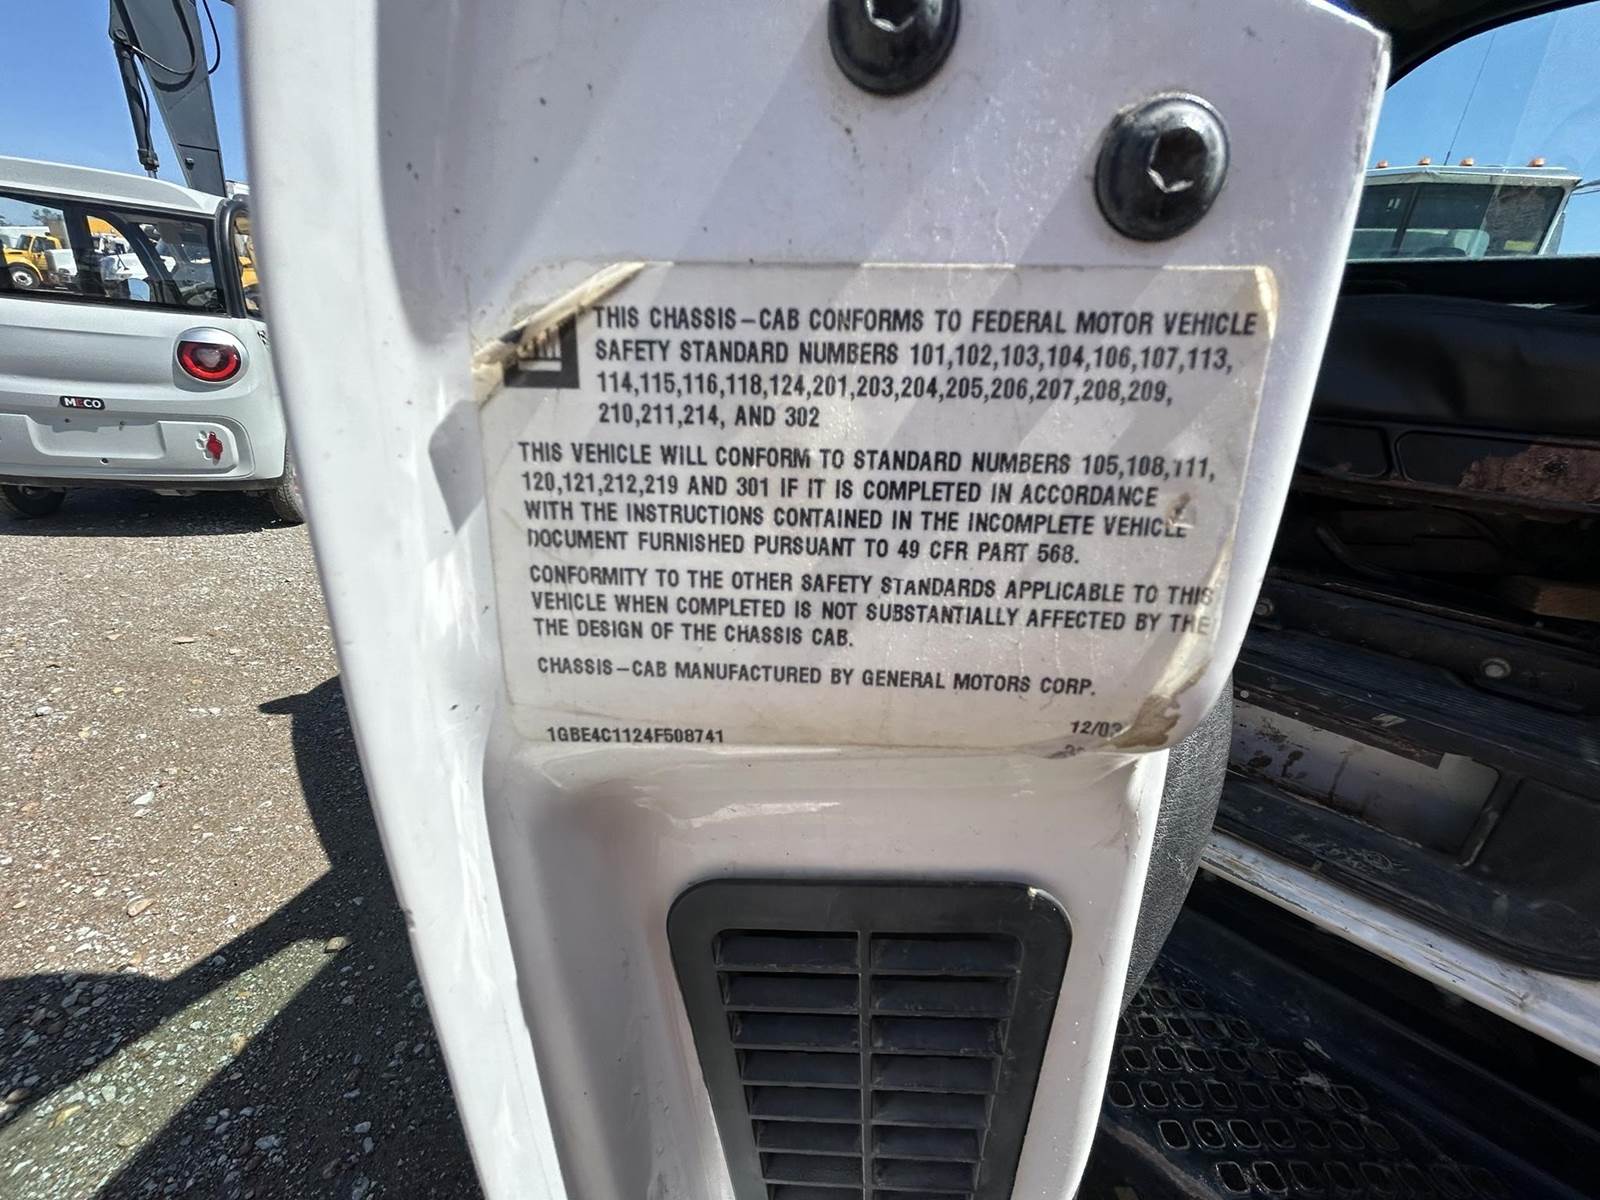 MECO
GM
THIS CHASSIS-CAB CONFORMS TO FEDERAL MOTOR VEHICLE
SAFETY STANDARD NUMBERS 101,102,103,104,106,107,113,
114,115,116,118,124,201,203,204,205,206,207,208,209,
210,211,214, AND 302
THIS VEHICLE WILL CONFORM TO STANDARD NUMBERS 105,108,111,
120,121,212,219 AND 301 IF IT IS COMPLETED IN ACCORDANCE
WITH THE INSTRUCTIONS CONTAINED IN THE INCOMPLETE VEHICLE
DOCUMENT FURNISHED PURSUANT TO 49 CFR PART 568.
CONFORMITY TO THE OTHER SAFETY STANDARDS APPLICABLE TO THIS
VEHICLE WHEN COMPLETED IS NOT SUBSTANTIALLY AFFECTED BY THE
THE DESIGN OF THE CHASSIS CAB.
CHASSIS-CAB MANUFACTURED BY GENERAL MOTORS CORP.
1GBE4C1124F508741 12/03